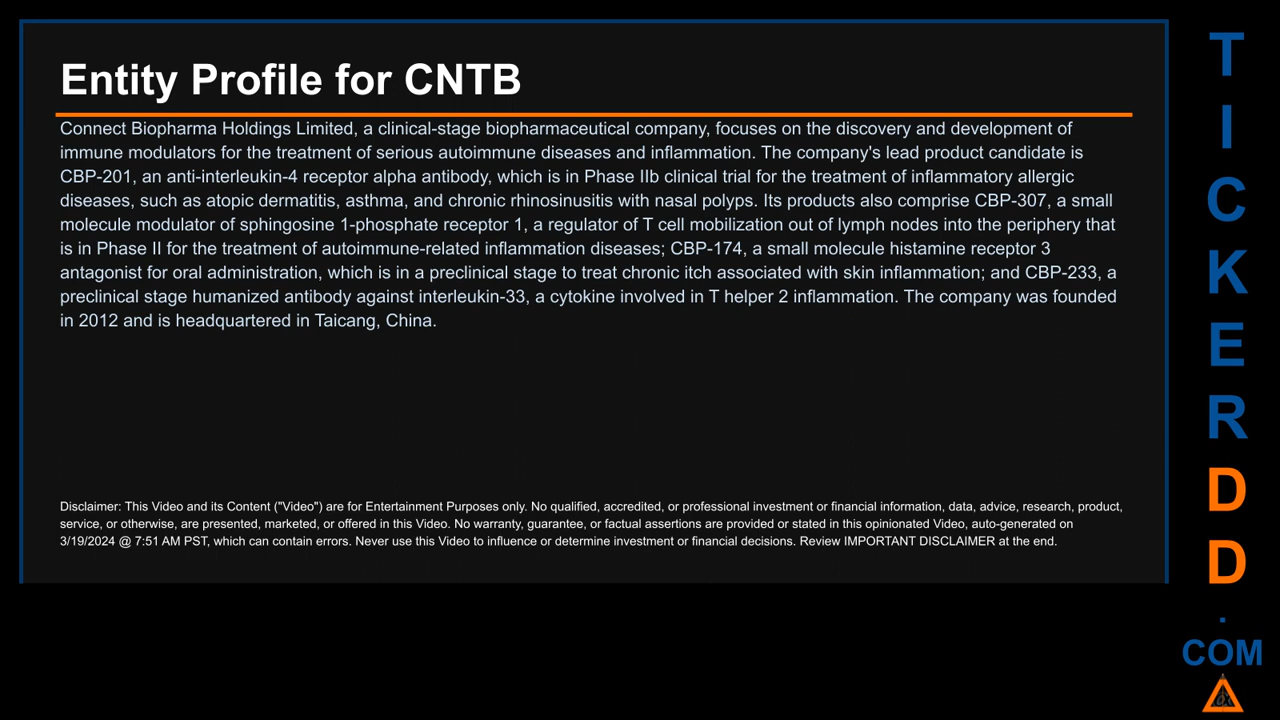 Entity Profile for CNTB
Connect Biopharma Holdings Limited, a clinical-stage biopharmaceutical company, focuses on the discovery and development of
immune modulators for the treatment of serious autoimmune diseases and inflammation. The company's lead product candidate is
CBP-201, an anti-interleukin-4 receptor alpha antibody, which is in Phase IIb clinical trial for the treatment of inflammatory allergic
diseases, such as atopic dermatitis, asthma, and chronic rhinosinusitis with nasal polyps. Its products also comprise CBP-307, a small
molecule modulator of sphingosine 1-phosphate receptor 1, a regulator of T cell mobilization out of lymph nodes into the periphery that
is in Phase II for the treatment of autoimmune-related inflammation diseases; CBP-174, a small molecule histamine receptor 3
antagonist for oral administration, which is in a preclinical stage to treat chronic itch associated with skin inflammation; and CBP-233, a
preclinical stage humanized antibody against interleukin-33, a cytokine involved in T helper 2 inflammation. The company was founded
in 2012 and is headquartered in Taicang, China.
Disclaimer: This Video and its Content ("Video") are for Entertainment Purposes only. No qualified, accredited, or professional investment or financial information, data, advice, research, product,
service, or otherwise, are presented, marketed, or offered in this Video. No warranty, guarantee, or factual assertions are provided or stated in this opinionated Video, auto-generated on
3/19/2024 @ 7:51 AM PST, which can contain errors. Never use this Video to influence or determine investment or financial decisions. Review IMPORTANT DISCLAIMER at the end.
T
I
C
K
E
R
D
D
.
COM